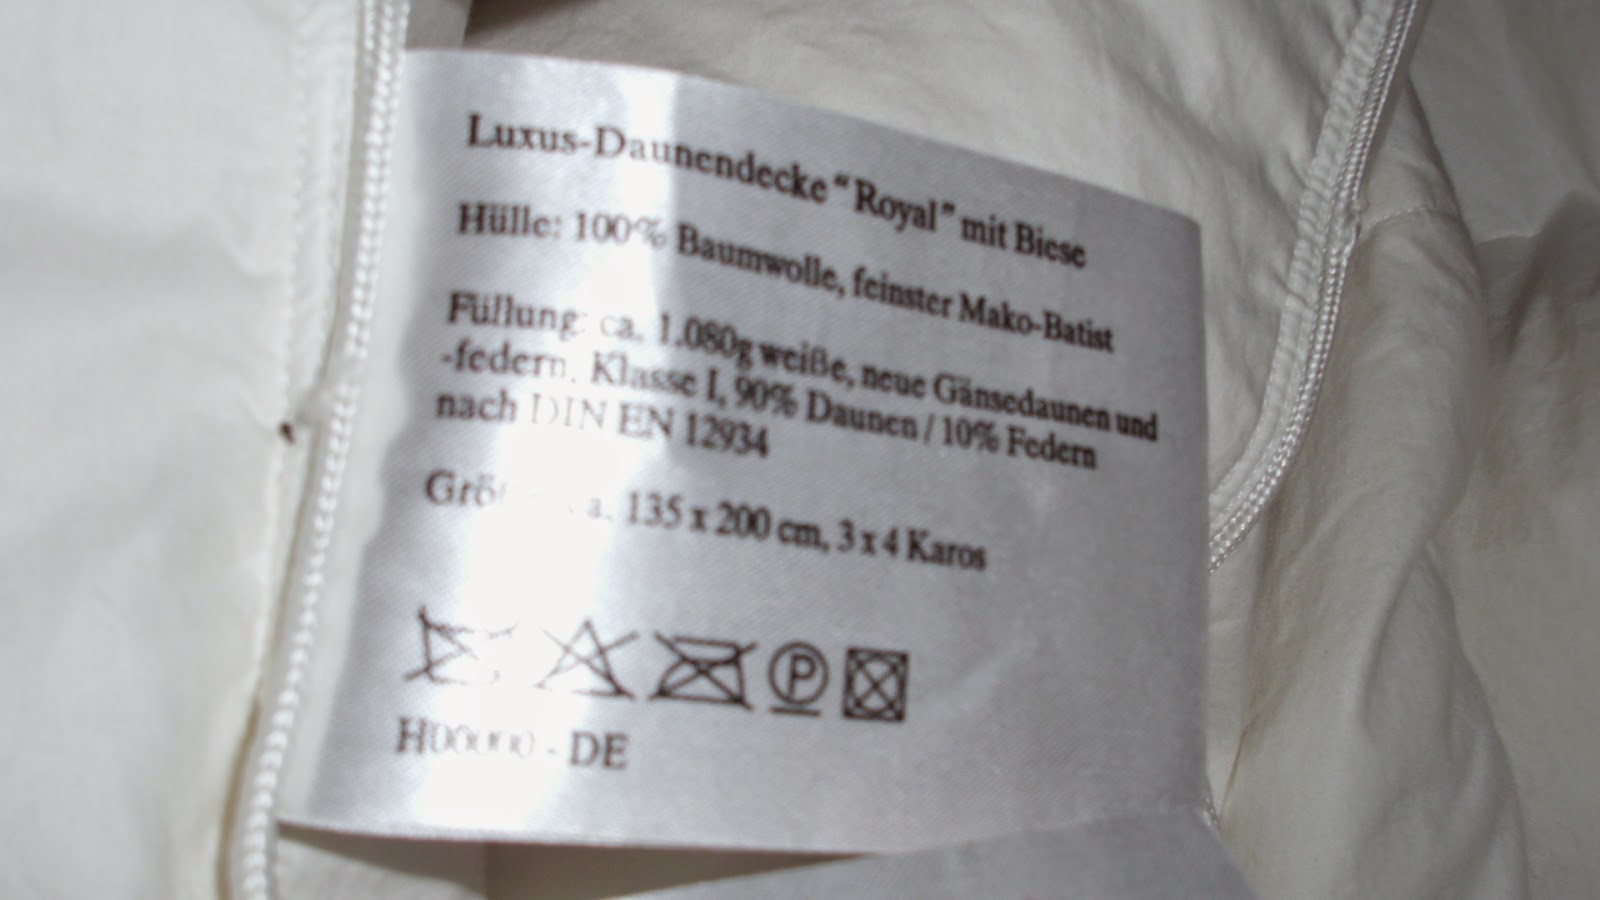 Luxus-Daunendecke “Royal” mit Biese
Hülle: 100% Baumwolle, feinster Mako-Batist
Füllung: ca. 1.080g weiße, neue Gänsedaunen und
-federn, Klasse I, 90% Daunen / 10% Federn
nach DIN EN 12934
135 x 200 cm, 3 x 4 Karos
P
- DE